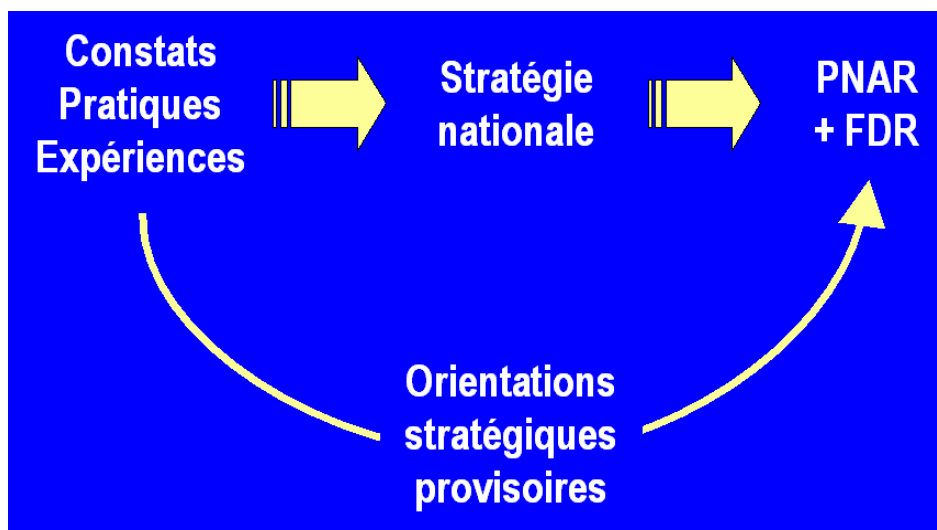 Constats
Pratiques
Expériences
Stratégie
nationale
PNAR
+ FDR
Orientations
stratégiques
provisoires